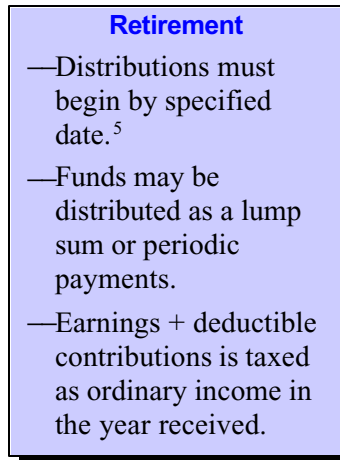 Retirement
—Distributions must
begin by specified
date.⁵
—Funds may be
distributed as a lump
sum or periodic
payments.
—Earnings + deductible
contributions is taxed
as ordinary income in
the year received.